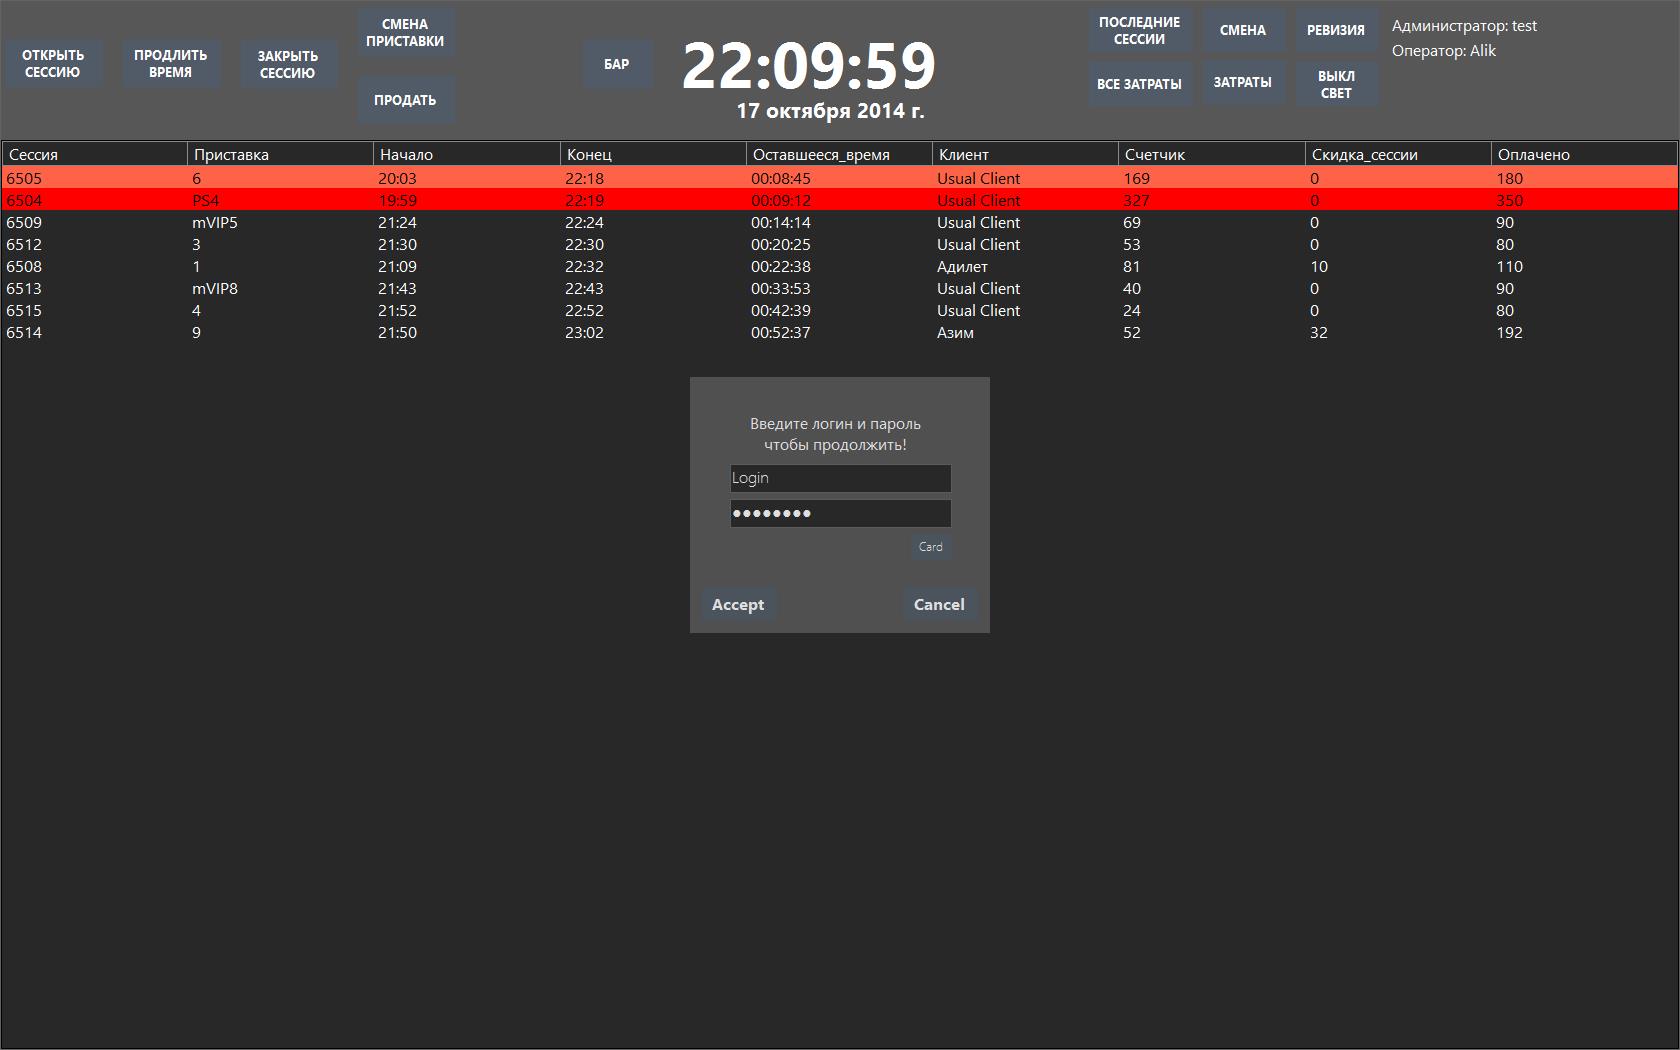 ОТКРЫТЬ
СЕССИЮ
ПРОДЛИТЬ
ВРЕМЯ
ЗАКРЫТЬ
СЕССИЮ
СМЕНА
ПРИСТАВКИ
ПРОДАТЬ
БАР
22:09:59
17 октября 2014 г.
ПОСЛЕДНИЕ
СЕССИИ
СМЕНА
РЕВИЗИЯ
ВСЕ ЗАТРАТЫ
ЗАТРАТЫ
ВЫКЛ
СВЕТ
Администратор: test
Оператор: Alik
Сессия Приставка Начало Конец Оставшееся_время Клиент Счетчик Скидка_сессии Оплачено
6505 6 20:03 22:18 00:08:45 Usual Client 169 0 180
6504 PS4 19:59 22:19 00:09:12 Usual Client 327 0 350
6509 mVIP5 21:24 22:24 00:14:14 Usual Client 69 0 90
6512 3 21:30 22:30 00:20:25 Usual Client 53 0 80
6508 1 21:09 22:32 00:22:38 Адилет 81 10 110
6513 mVIP8 21:43 22:43 00:33:53 Usual Client 40 0 90
6515 4 21:52 22:52 00:42:39 Usual Client 24 0 80
6514 9 21:50 23:02 00:52:37 Азим 52 32 192
Введите логин и пароль
чтобы продолжить!
Login
●●●●●●●●
Card
Accept Cancel